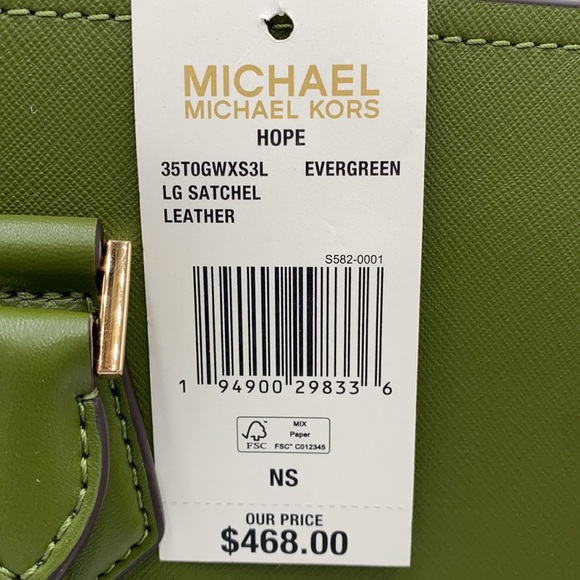 MICHAEL
MICHAEL KORS
HOPE
35T0GWXS3L EVERGREEN
LG SATCHEL
LEATHER
S582-0001
1 94900 29833 6
FSC
MIX
Paper
FSC™ C012345
NS
OUR PRICE
$468.00